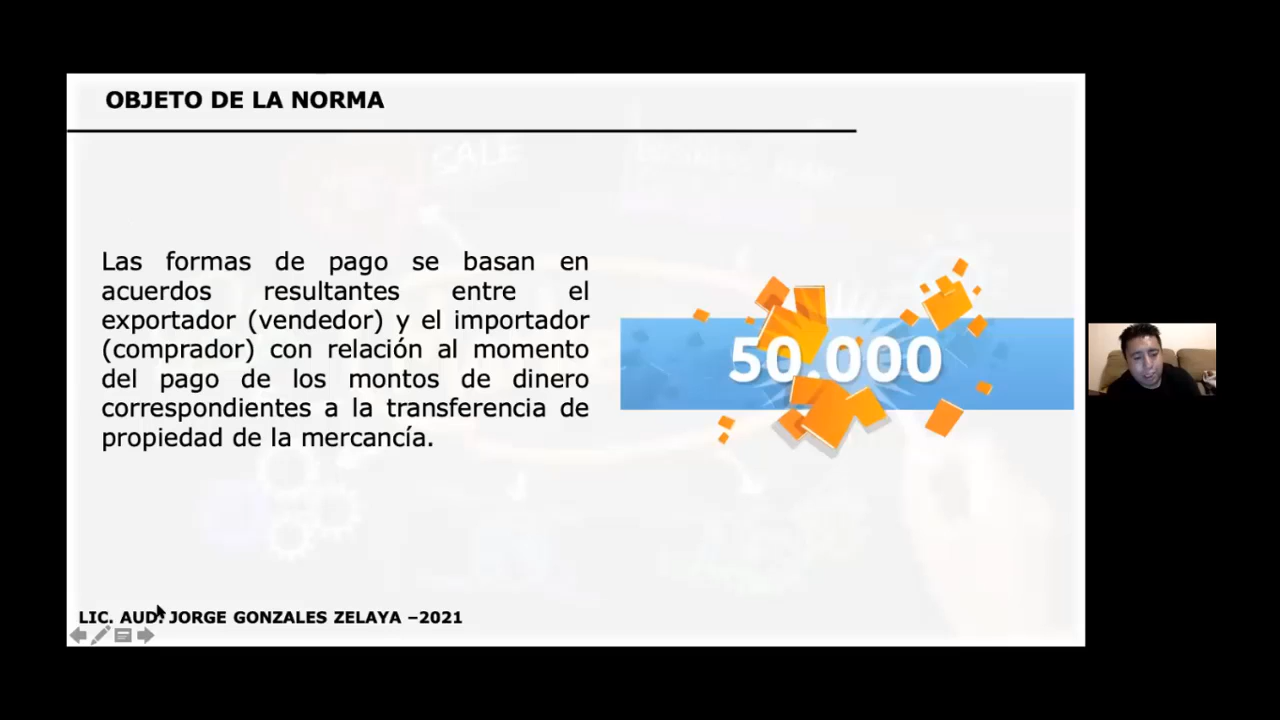 OBJETO DE LA NORMA
Las formas de pago se basan en
acuerdos resultantes entre el
exportador (vendedor) y el importador
(comprador) con relación al momento
del pago de los montos de dinero
correspondientes a la transferencia de
propiedad de la mercancía.
50.000
LIC. AUD. JORGE GONZALES ZELAYA –2021